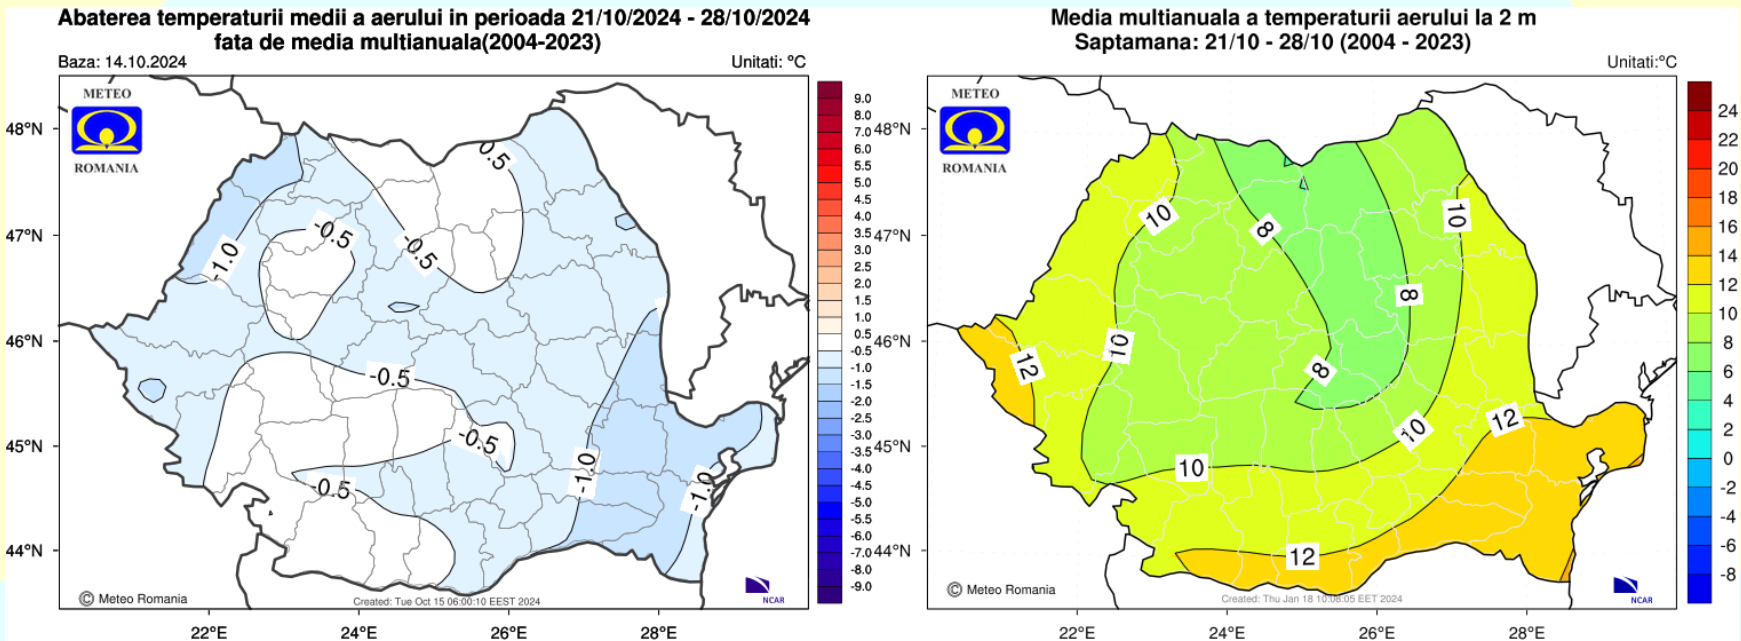 Abaterea temperaturii medii a aerului in perioada 21/10/2024 - 28/10/2024
fata de media multianuala(2004-2023)
Baza: 14.10.2024
Unitati: °C
METEO
ROMANIA
48°N
47°N
46°N
45°N
44°N
0.5
-0.5
-0.5
-1.0
-0.5
-0.5
-0.5
-1.0
-1.0
9.0
8.0
7.0
6.0
5.5
5.0
4.5
4.0
3.5
3.0
2.5
2.0
1.5
1.0
0.5
-0.5
-1.0
-1.5
-2.0
-2.5
-3.0
-3.5
-4.0
-4.5
-5.0
-5.5
-6.0
-7.0
-8.0
-9.0
© Meteo Romania
Created: Tue Oct 15 06:00:10 EEST 2024
NCAR
22°E
24°E
26°E
28°E
Media multianuala a temperaturii aerului la 2 m
Saptamana: 21/10 - 28/10 (2004 - 2023)
Unitati:°C
METEO
ROMANIA
48°N
47°N
46°N
45°N
44°N
10
8
10
8
10
12
8
10
12
10
12
24
22
20
18
16
14
12
10
8
6
4
2
0
-2
-4
-6
-8
© Meteo Romania
Created: Thu Jan 18 10:08:05 EET 2024
NCAR
22°E
24°E
26°E
28°E